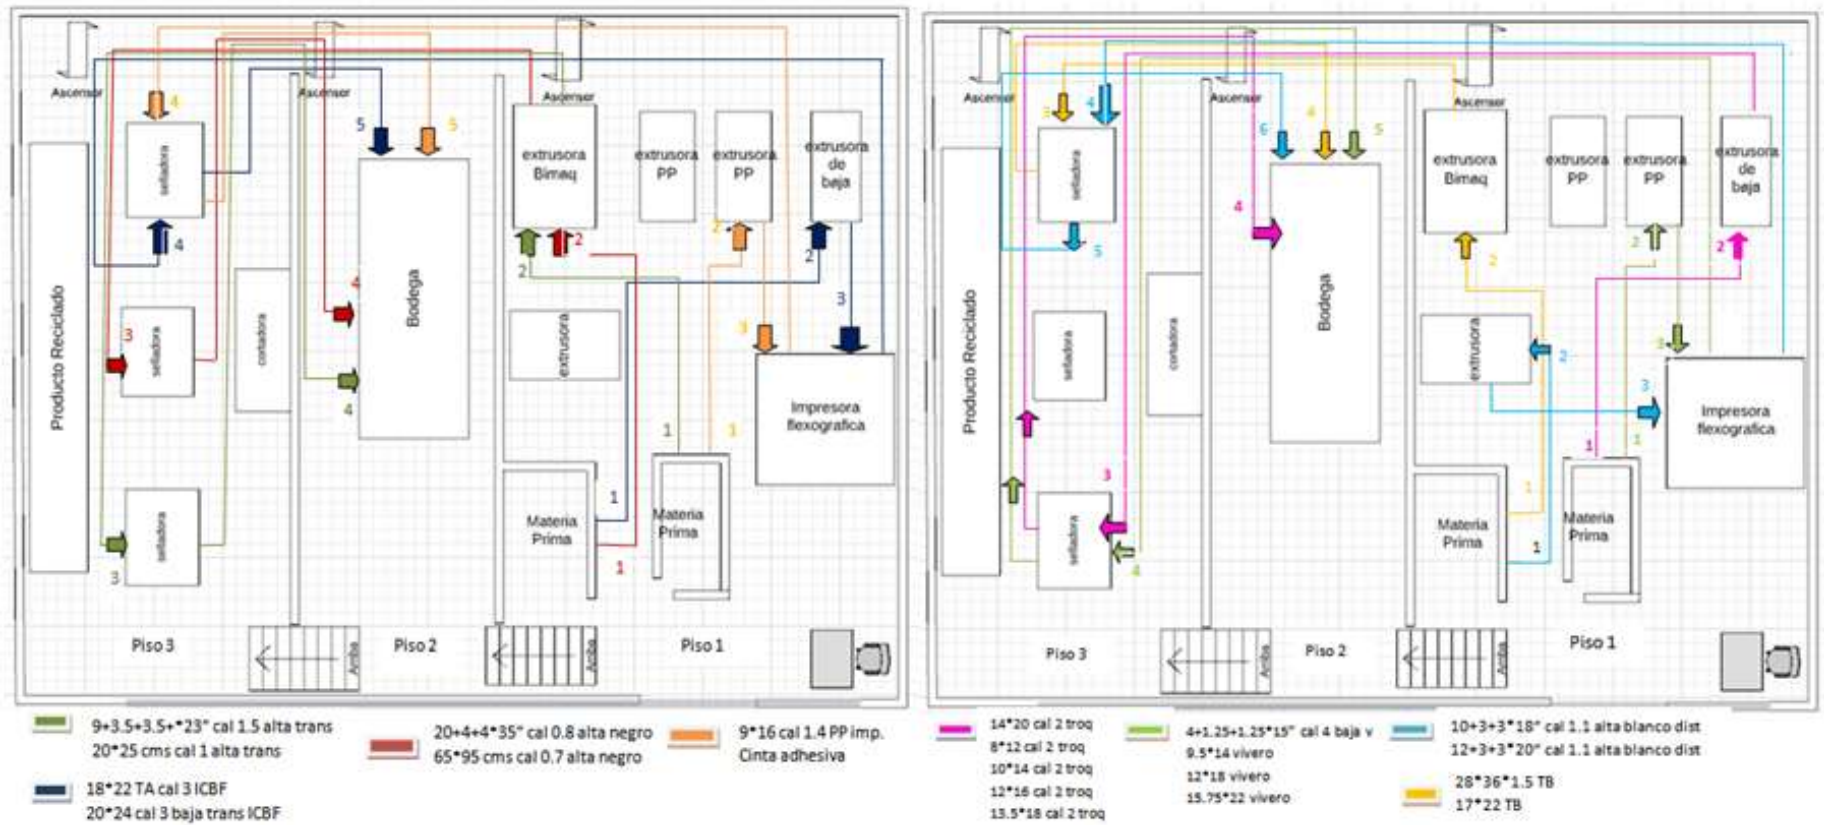 Ascensor
Ascensor
Ascensor
4
5
5
selladora
4
extrusora
Bimaq
extrusora
PP
extrusora
PP
extrusora
de
baja
2
2
2
2
3
Producto Reciclado
3
selladora
cortadora
4
Bodega
4
extrusora
3
Impresora
flexografica
1
1
1
1
Materia
Prima
Materia
Prima
selladora
3
Piso 3
Arriba
Piso 2
Arriba
Piso 1
9+3.5+3.5+*23" cal 1.5 alta trans
20*25 cms cal 1 alta trans
20+4+4*35" cal 0.8 alta negro
65*95 cms cal 0.7 alta negro
9*16 cal 1.4 PP imp.
Cinta adhesiva
18*22 TA cal 3 ICBF
20*24 cal 3 baja trans ICBF
Ascensor
Ascensor
Ascensor
3
4
6
4
5
selladora
5
4
extrusora
Bimaq
extrusora
PP
extrusora
PP
extrusora
de
baja
2
2
2
2
Producto Reciclado
selladora
cortadora
Bodega
extrusora
3
3
Impresora
flexografica
1
1
1
1
Materia
Prima
Materia
Prima
3
selladora
4
Piso 3
Arriba
Piso 2
Arriba
Piso 1
14*20 cal 2 troq
8*12 cal 2 troq
10*14 cal 2 troq
12*16 cal 2 troq
13.5*18 cal 2 troq
4+1.25+1.25*15" cal 4 baja v
9.5*14 vivero
12*18 vivero
15.75*22 vivero
10+3+3*18" cal 1.1 alta blanco dist
12+3+3*20" cal 1.1 alta blanco dist
28*36*1.5 TB
17*22 TB